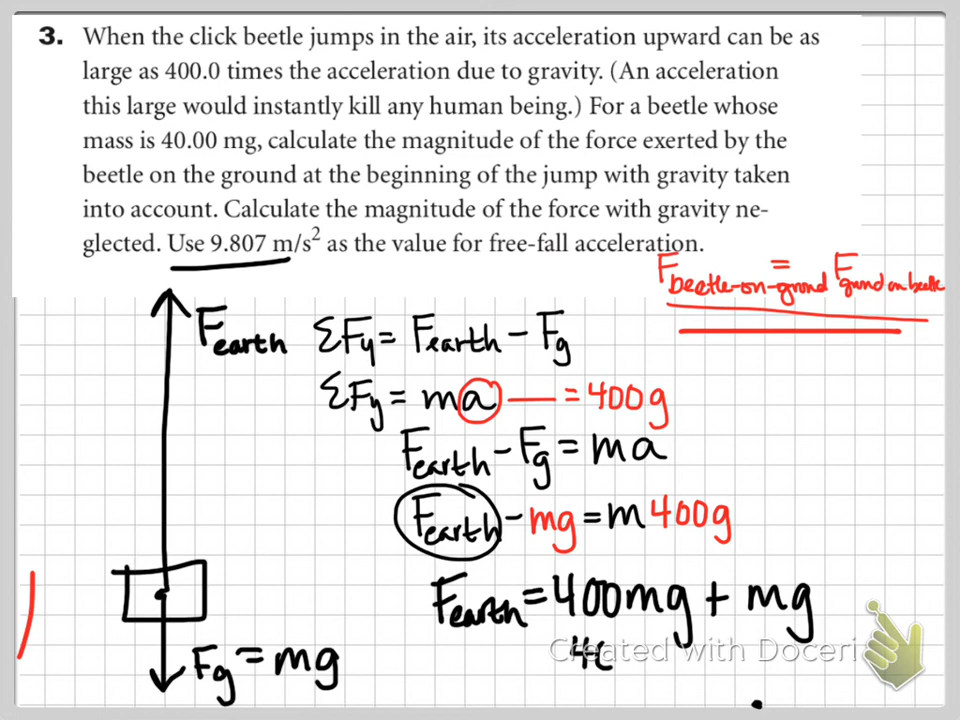 3. When the click beetle jumps in the air, its acceleration upward can be as
large as 400.0 times the acceleration due to gravity. (An acceleration
this large would instantly kill any human being.) For a beetle whose
mass is 40.00 mg, calculate the magnitude of the force exerted by the
beetle on the ground at the beginning of the jump with gravity taken
into account. Calculate the magnitude of the force with gravity ne-
glected. Use 9.807 m/s² as the value for free-fall acceleration.
F beetle-on-grond = F grund on beetle
Fearth
ΣFy = Fearth - Fg
ΣFy = ma — = 400g
Fearth - Fg = ma
Fearth - mg = m400g
Fearth = 400mg + mg
Created with Doceri
Fg = mg